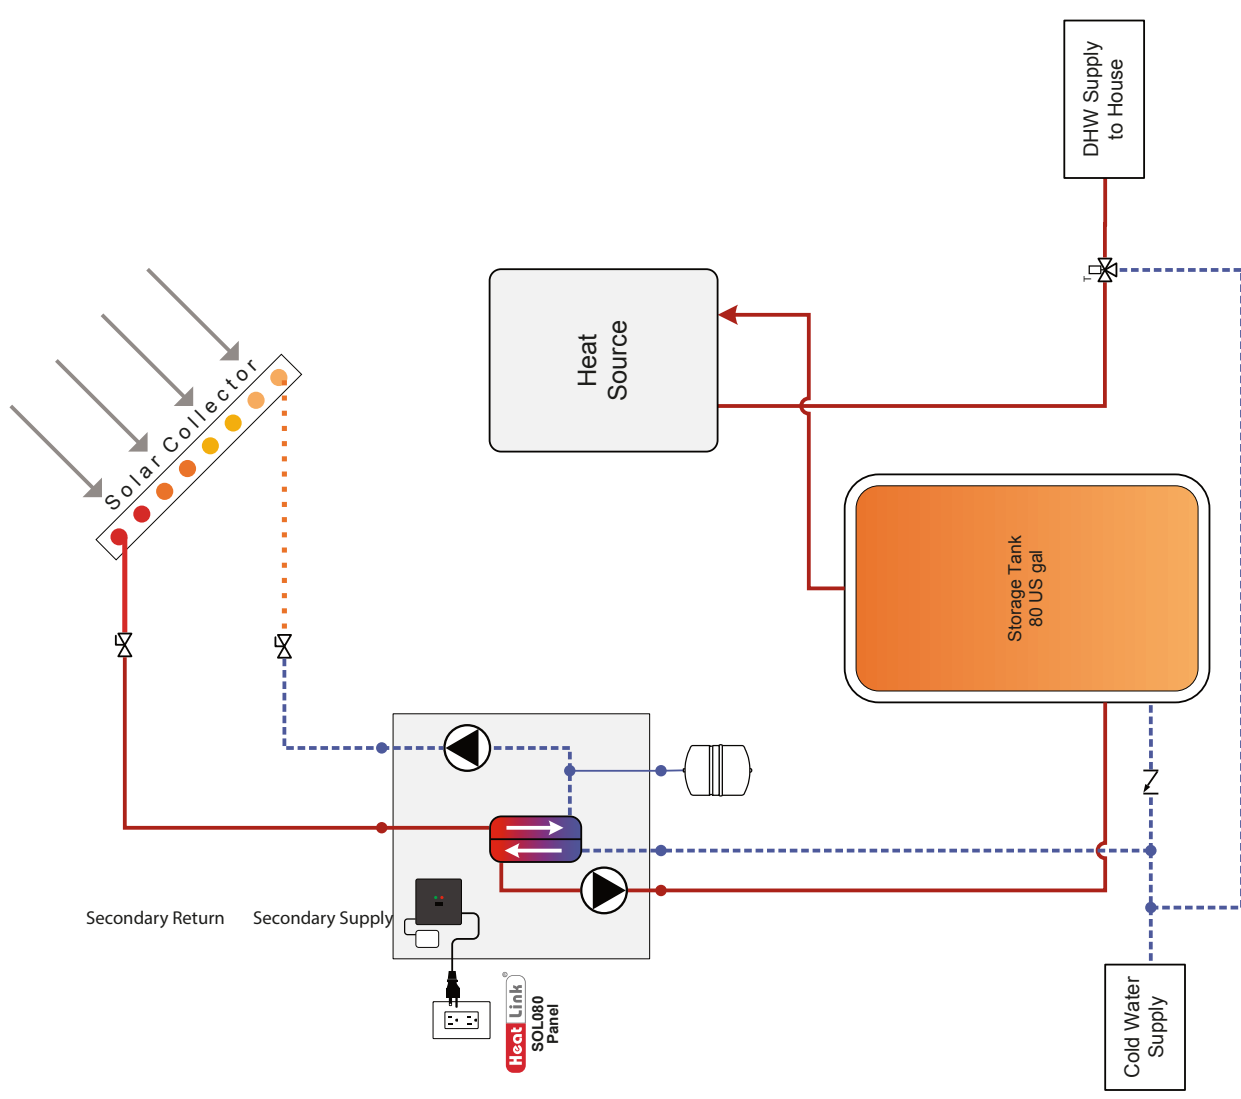 DHW Supply
to House
T
Solar Collector
Heat
Source
Storage Tank
80 US gal
Secondary Return
Secondary Supply
Heat Link
©
SOL080
Panel
Cold Water
Supply